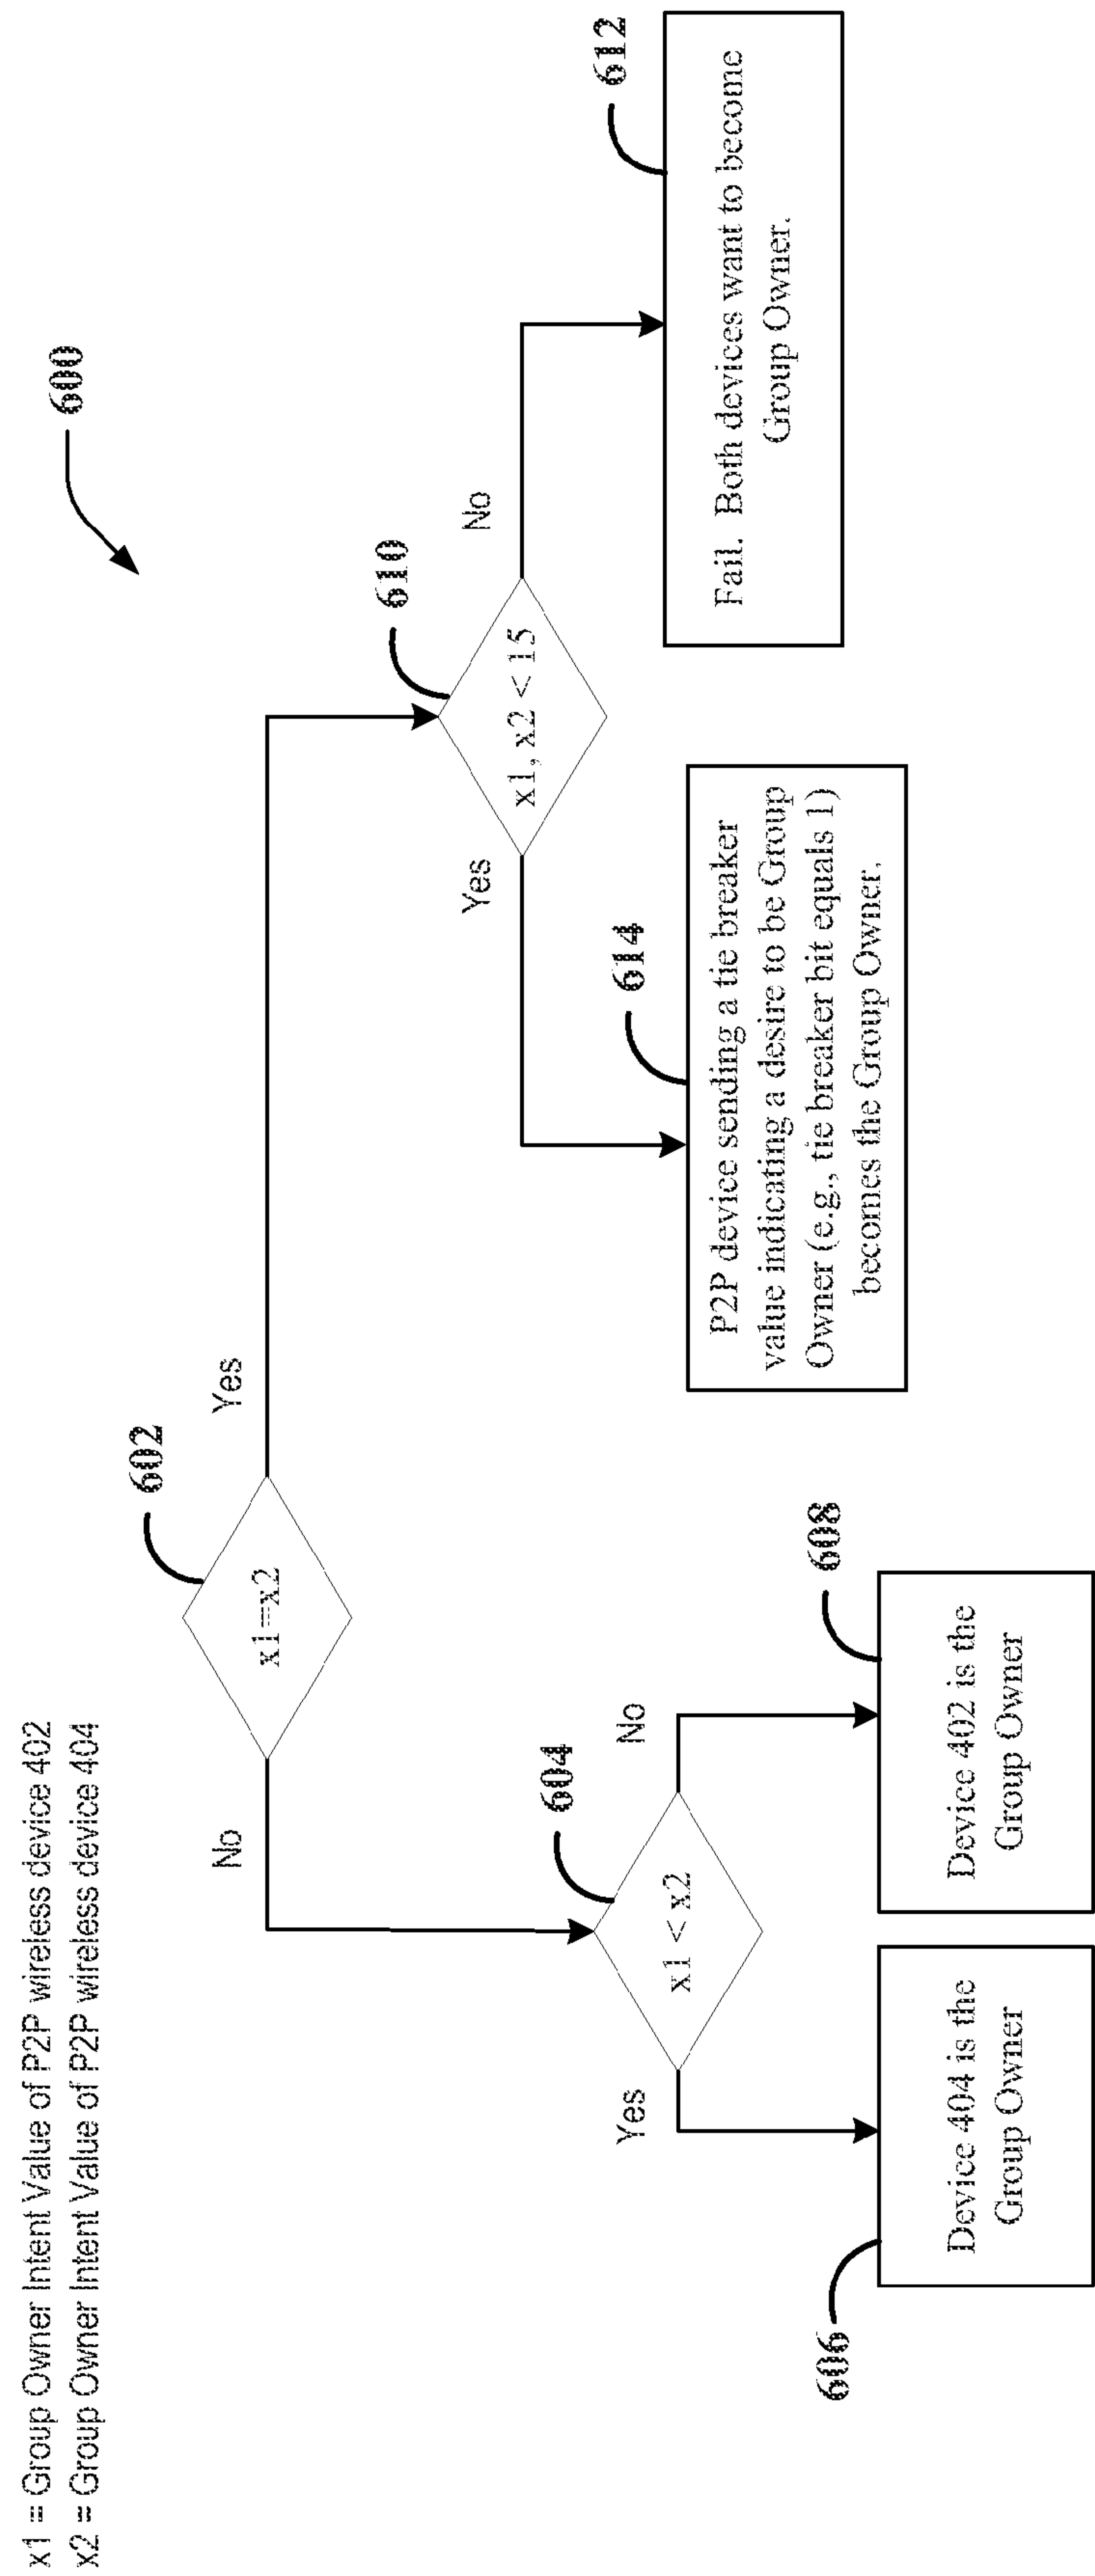 x1 = Group Owner Intent Value of P2P wireless device 402
x2 = Group Owner Intent Value of P2P wireless device 404
600
602
x1=x2
No
Yes
604
x1 < x2
Yes
No
606
Device 404 is the
Group Owner
608
Device 402 is the
Group Owner
610
x1, x2 < 15
Yes
No
614
P2P device sending a tie breaker
value indicating a desire to be Group
Owner (e.g., tie breaker bit equals 1)
becomes the Group Owner.
612
Fail. Both devices want to become
Group Owner.